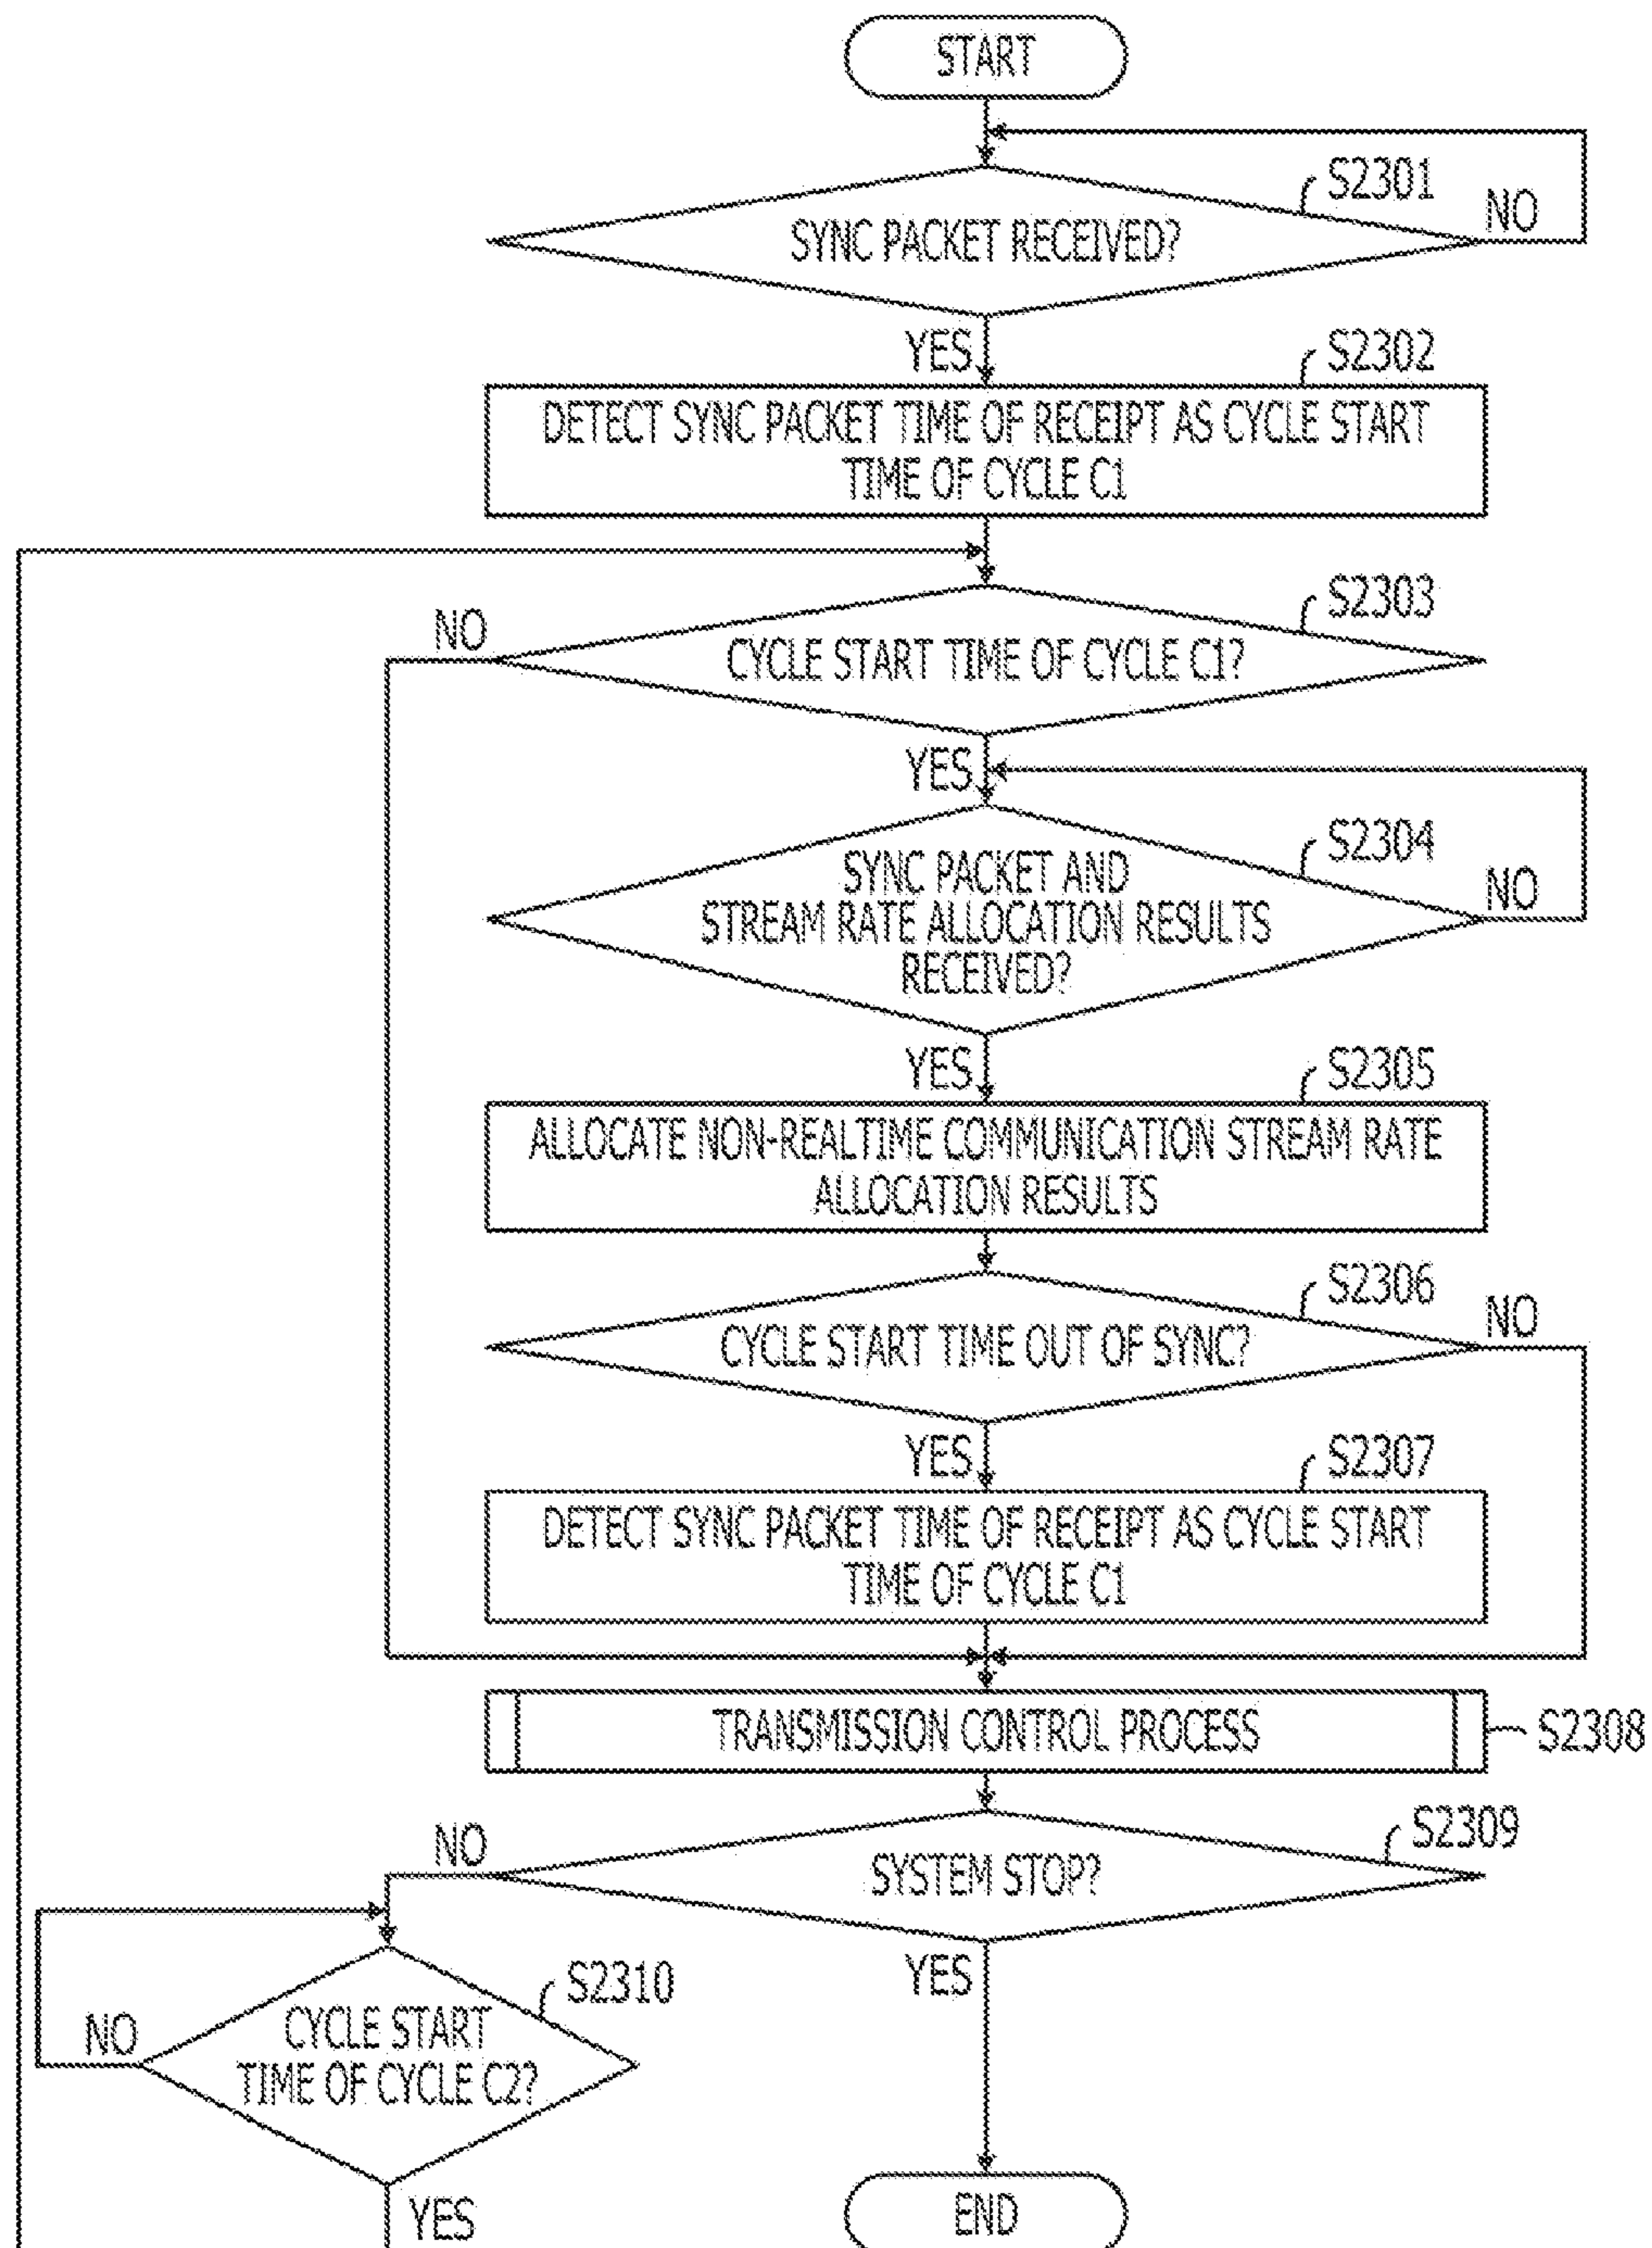 START
S2301
SYNC PACKET RECEIVED?
NO
YES
S2302
DETECT SYNC PACKET TIME OF RECEIPT AS CYCLE START
TIME OF CYCLE C1
S2303
NO
CYCLE START TIME OF CYCLE C1?
YES
S2304
SYNC PACKET AND
STREAM RATE ALLOCATION RESULTS
RECEIVED?
NO
YES
S2305
ALLOCATE NON-REALTIME COMMUNICATION STREAM RATE
ALLOCATION RESULTS
S2306
NO
CYCLE START TIME OUT OF SYNC?
YES
S2307
DETECT SYNC PACKET TIME OF RECEIPT AS CYCLE START
TIME OF CYCLE C1
TRANSMISSION CONTROL PROCESS
S2308
S2309
NO
SYSTEM STOP?
YES
S2310
NO
CYCLE START
TIME OF CYCLE C2?
YES
END